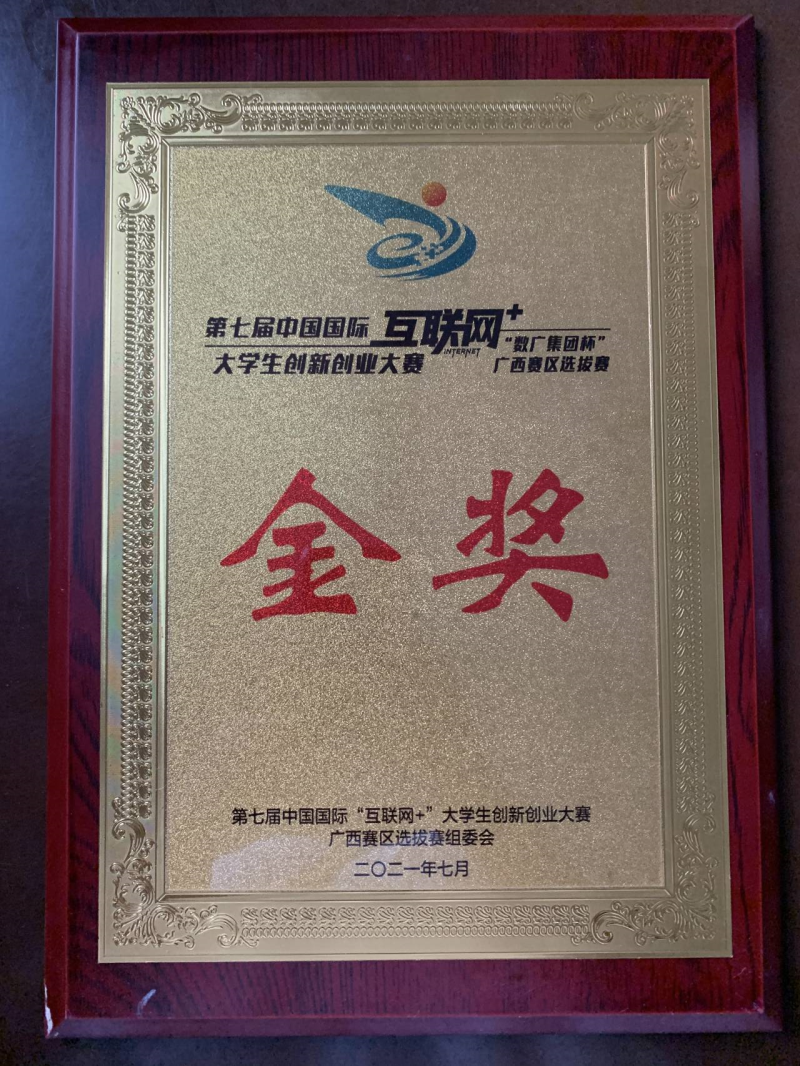 第七届中国国际 互联网+
INTERNET
“数广集团杯”
大学生创新创业大赛 广西赛区选拔赛
金奖
第七届中国国际“互联网+”大学生创新创业大赛
广西赛区选拔赛组委会
二〇二一年七月